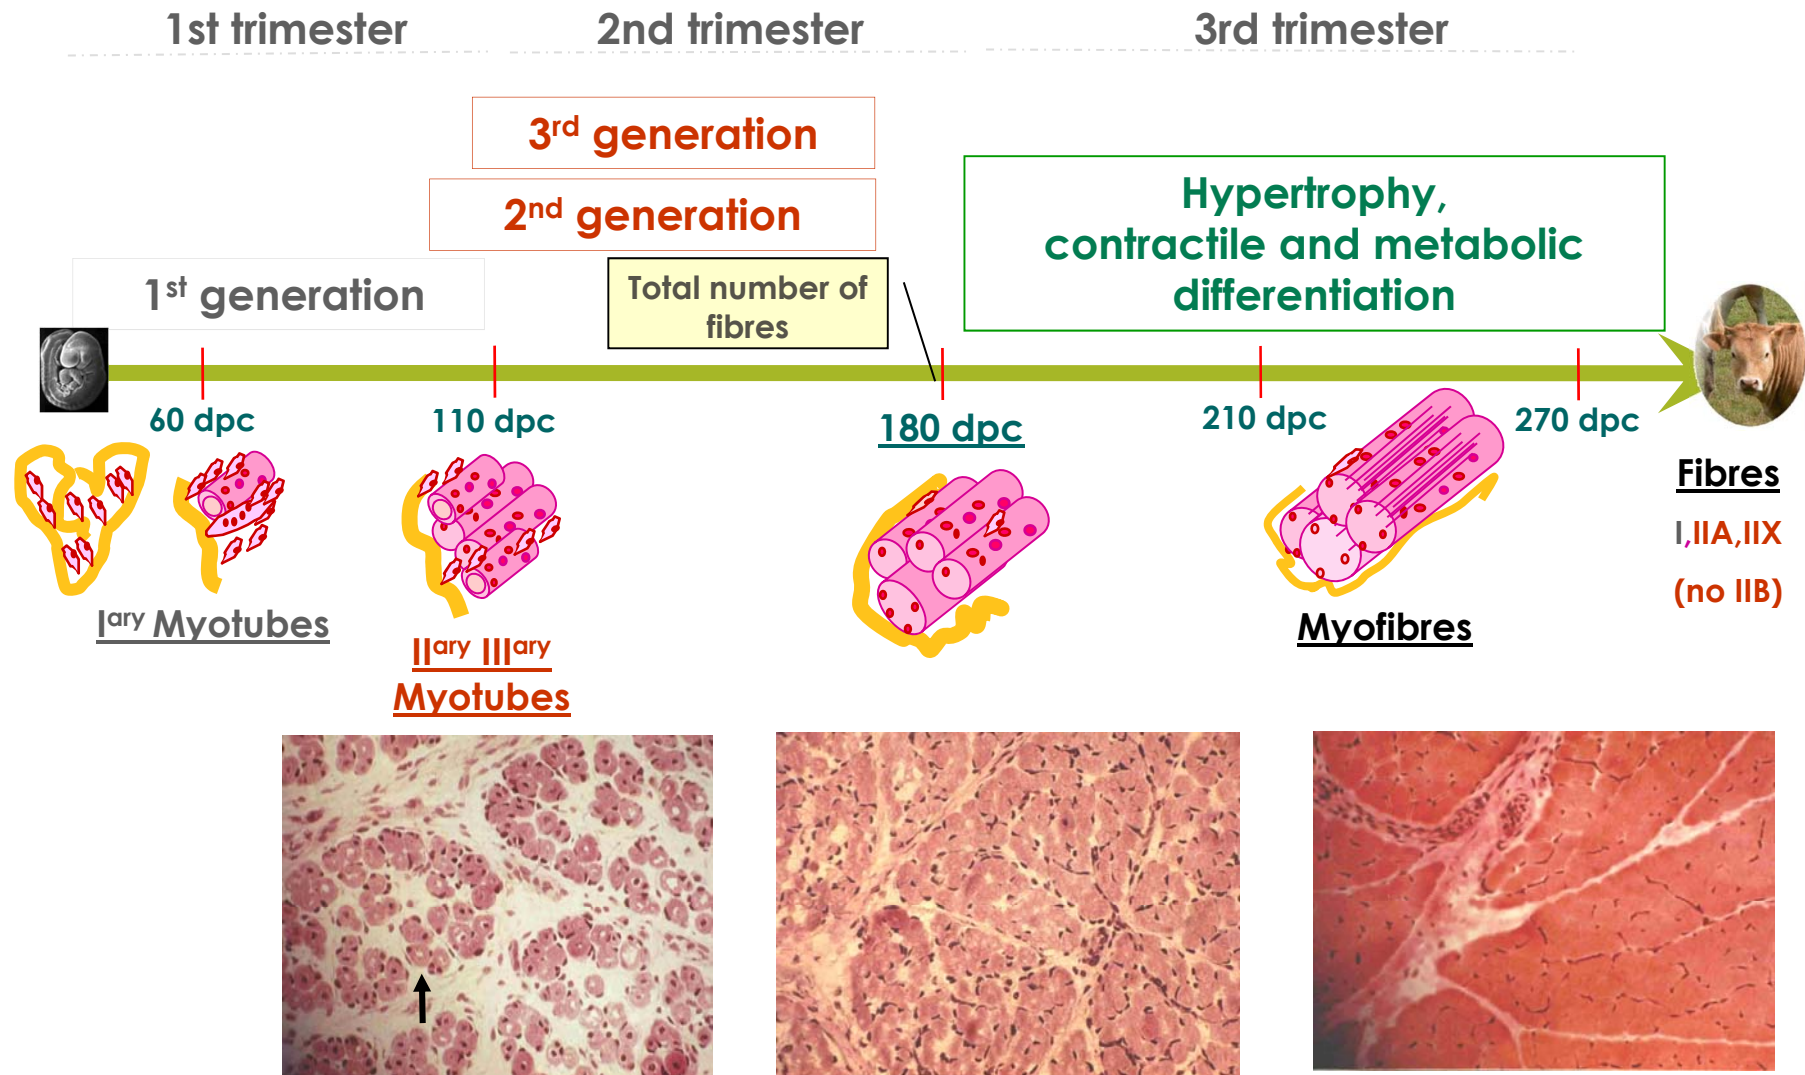 1st trimester
2nd trimester
3rd trimester
3rd generation
2nd generation
1st generation
Total number of
fibres
Hypertrophy,
contractile and metabolic
differentiation
60 dpc
110 dpc
180 dpc
210 dpc
270 dpc
Iary Myotubes
IIary IIIary
Myotubes
Myofibres
Fibres
I,IIA,IIX
(no IIB)